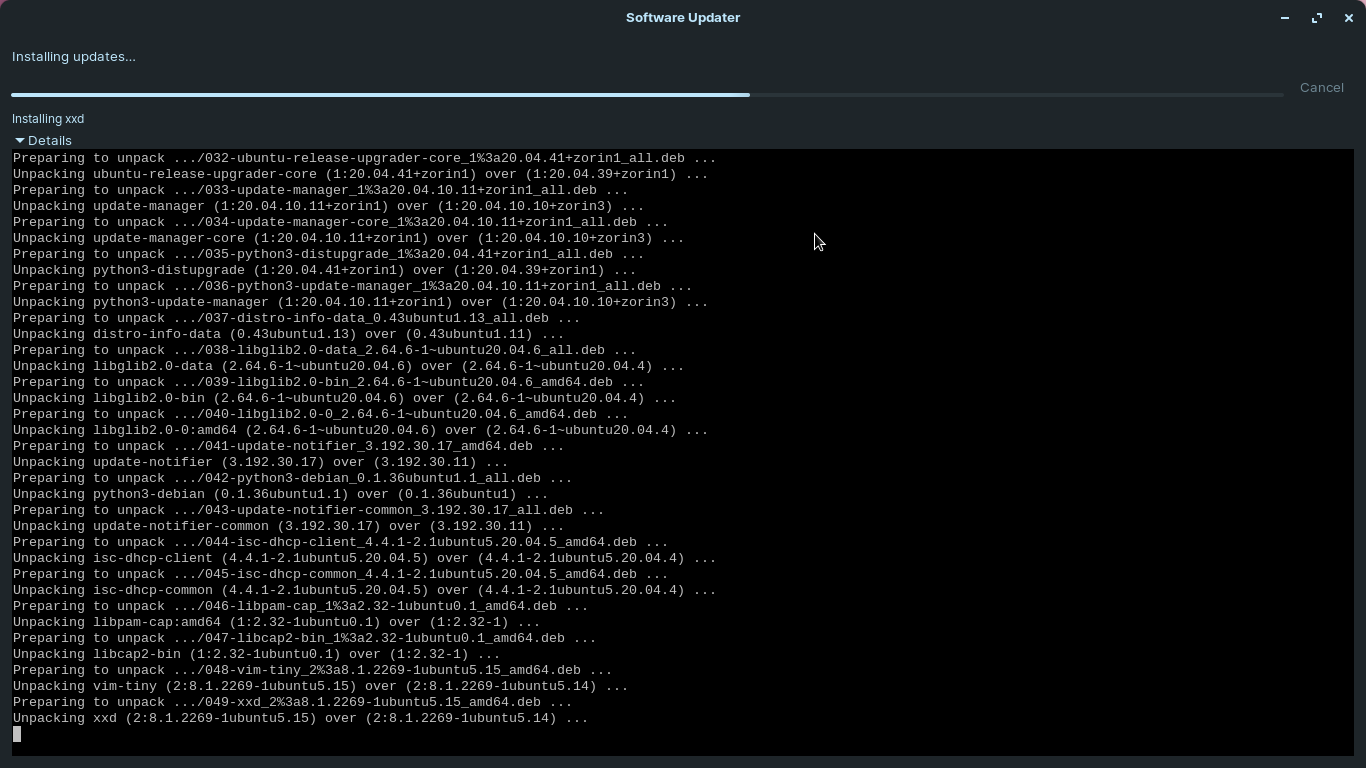 Software Updater
Installing updates...
Cancel
Installing xxd
Details
Preparing to unpack .../032-ubuntu-release-upgrader-core_1%3a20.04.41+zorin1_all.deb ...
Unpacking ubuntu-release-upgrader-core (1:20.04.41+zorin1) over (1:20.04.39+zorin1) ...
Preparing to unpack .../033-update-manager_1%3a20.04.10.11+zorin1_all.deb ...
Unpacking update-manager (1:20.04.10.11+zorin1) over (1:20.04.10.10+zorin3) ...
Preparing to unpack .../034-update-manager-core_1%3a20.04.10.11+zorin1_all.deb ...
Unpacking update-manager-core (1:20.04.10.11+zorin1) over (1:20.04.10.10+zorin3) ...
Preparing to unpack .../035-python3-distupgrade_1%3a20.04.41+zorin1_all.deb ...
Unpacking python3-distupgrade (1:20.04.41+zorin1) over (1:20.04.39+zorin1) ...
Preparing to unpack .../036-python3-update-manager_1%3a20.04.10.11+zorin1_all.deb ...
Unpacking python3-update-manager (1:20.04.10.11+zorin1) over (1:20.04.10.10+zorin3) ...
Preparing to unpack .../037-distro-info-data_0.43ubuntu1.13_all.deb ...
Unpacking distro-info-data (0.43ubuntu1.13) over (0.43ubuntu1.11) ...
Preparing to unpack .../038-libglib2.0-data_2.64.6-1~ubuntu20.04.6_all.deb ...
Unpacking libglib2.0-data (2.64.6-1~ubuntu20.04.6) over (2.64.6-1~ubuntu20.04.4) ...
Preparing to unpack .../039-libglib2.0-bin_2.64.6-1~ubuntu20.04.6_amd64.deb ...
Unpacking libglib2.0-bin (2.64.6-1~ubuntu20.04.6) over (2.64.6-1~ubuntu20.04.4) ...
Preparing to unpack .../040-libglib2.0-0_2.64.6-1~ubuntu20.04.6_amd64.deb ...
Unpacking libglib2.0-0:amd64 (2.64.6-1~ubuntu20.04.6) over (2.64.6-1~ubuntu20.04.4) ...
Preparing to unpack .../041-update-notifier_3.192.30.17_amd64.deb ...
Unpacking update-notifier (3.192.30.17) over (3.192.30.11) ...
Preparing to unpack .../042-python3-debian_0.1.36ubuntu1.1_all.deb ...
Unpacking python3-debian (0.1.36ubuntu1.1) over (0.1.36ubuntu1) ...
Preparing to unpack .../043-update-notifier-common_3.192.30.17_all.deb ...
Unpacking update-notifier-common (3.192.30.17) over (3.192.30.11) ...
Preparing to unpack .../044-isc-dhcp-client_4.4.1-2.1ubuntu5.20.04.5_amd64.deb ...
Unpacking isc-dhcp-client (4.4.1-2.1ubuntu5.20.04.5) over (4.4.1-2.1ubuntu5.20.04.4) ...
Preparing to unpack .../045-isc-dhcp-common_4.4.1-2.1ubuntu5.20.04.5_amd64.deb ...
Unpacking isc-dhcp-common (4.4.1-2.1ubuntu5.20.04.5) over (4.4.1-2.1ubuntu5.20.04.4) ...
Preparing to unpack .../046-libpam-cap_1%3a2.32-1ubuntu0.1_amd64.deb ...
Unpacking libpam-cap:amd64 (1:2.32-1ubuntu0.1) over (1:2.32-1) ...
Preparing to unpack .../047-libcap2-bin_1%3a2.32-1ubuntu0.1_amd64.deb ...
Unpacking libcap2-bin (1:2.32-1ubuntu0.1) over (1:2.32-1) ...
Preparing to unpack .../048-vim-tiny_2%3a8.1.2269-1ubuntu5.15_amd64.deb ...
Unpacking vim-tiny (2:8.1.2269-1ubuntu5.15) over (2:8.1.2269-1ubuntu5.14) ...
Preparing to unpack .../049-xxd_2%3a8.1.2269-1ubuntu5.15_amd64.deb ...
Unpacking xxd (2:8.1.2269-1ubuntu5.15) over (2:8.1.2269-1ubuntu5.14) ...